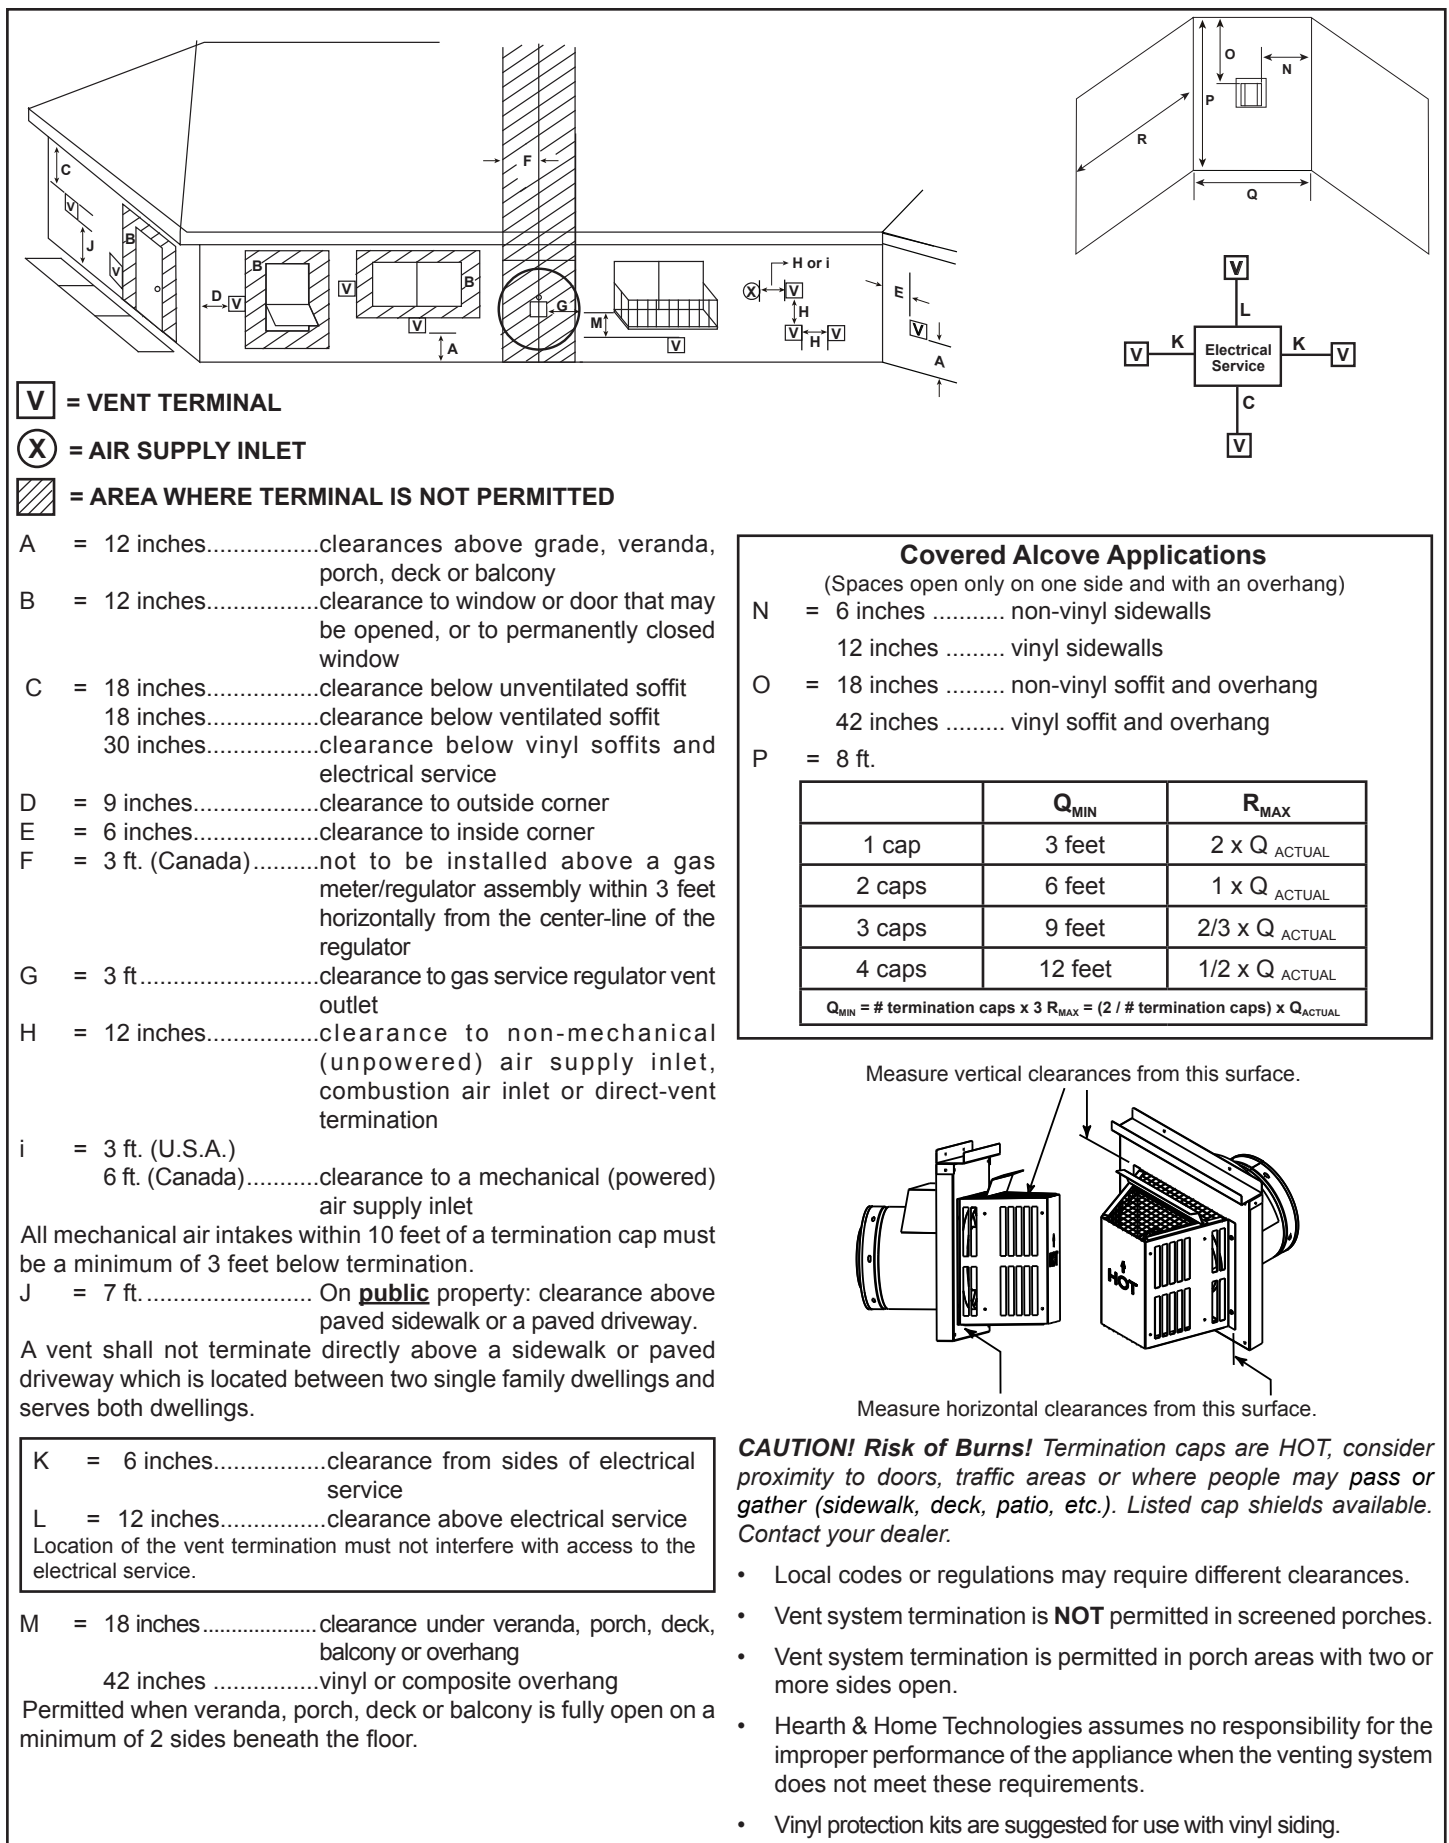 C
V
J
B
V
D
V
B
V
B
V
A
F
G
M
V
H or i
X
V
H
V
V
H
E
V
A
O
N
P
R
Q
V
L
V
K
Electrical
Service
K
V
C
V
V = VENT TERMINAL
X = AIR SUPPLY INLET
= AREA WHERE TERMINAL IS NOT PERMITTED
A = 12 inches.................clearances above grade, veranda,
porch, deck or balcony
B = 12 inches.................clearance to window or door that may
be opened, or to permanently closed
window
C = 18 inches.................clearance below unventilated soffit
18 inches.................clearance below ventilated soffit
30 inches.................clearance below vinyl soffits and
electrical service
D = 9 inches...................clearance to outside corner
E = 6 inches...................clearance to inside corner
F = 3 ft. (Canada)..........not to be installed above a gas
meter/regulator assembly within 3 feet
horizontally from the center-line of the
regulator
G = 3 ft...........................clearance to gas service regulator vent
outlet
H = 12 inches.................clearance to non-mechanical
(unpowered) air supply inlet,
combustion air inlet or direct-vent
termination
i = 3 ft. (U.S.A.)
6 ft. (Canada)...........clearance to a mechanical (powered)
air supply inlet
All mechanical air intakes within 10 feet of a termination cap must
be a minimum of 3 feet below termination.
J = 7 ft. ......................... On public property: clearance above
paved sidewalk or a paved driveway.
A vent shall not terminate directly above a sidewalk or paved
driveway which is located between two single family dwellings and
serves both dwellings.
K = 6 inches.................clearance from sides of electrical
service
L = 12 inches................clearance above electrical service
Location of the vent termination must not interfere with access to the
electrical service.
M = 18 inches.....................clearance under veranda, porch, deck,
balcony or overhang
42 inches ................vinyl or composite overhang
Permitted when veranda, porch, deck or balcony is fully open on a
minimum of 2 sides beneath the floor.
Covered Alcove Applications
(Spaces open only on one side and with an overhang)
N = 6 inches ........... non-vinyl sidewalls
12 inches ......... vinyl sidewalls
O = 18 inches ......... non-vinyl soffit and overhang
42 inches ......... vinyl soffit and overhang
P = 8 ft.
QMIN RMAX
1 cap 3 feet 2 x Q ACTUAL
2 caps 6 feet 1 x Q ACTUAL
3 caps 9 feet 2/3 x Q ACTUAL
4 caps 12 feet 1/2 x Q ACTUAL
QMIN = # termination caps x 3 RMAX = (2 / # termination caps) x QACTUAL
Measure vertical clearances from this surface.
HOT
HOT
Measure horizontal clearances from this surface.
CAUTION! Risk of Burns! Termination caps are HOT, consider
proximity to doors, traffic areas or where people may pass or
gather (sidewalk, deck, patio, etc.). Listed cap shields available.
Contact your dealer.
• Local codes or regulations may require different clearances.
• Vent system termination is NOT permitted in screened porches.
• Vent system termination is permitted in porch areas with two or
more sides open.
• Hearth & Home Technologies assumes no responsibility for the
improper performance of the appliance when the venting system
does not meet these requirements.
• Vinyl protection kits are suggested for use with vinyl siding.